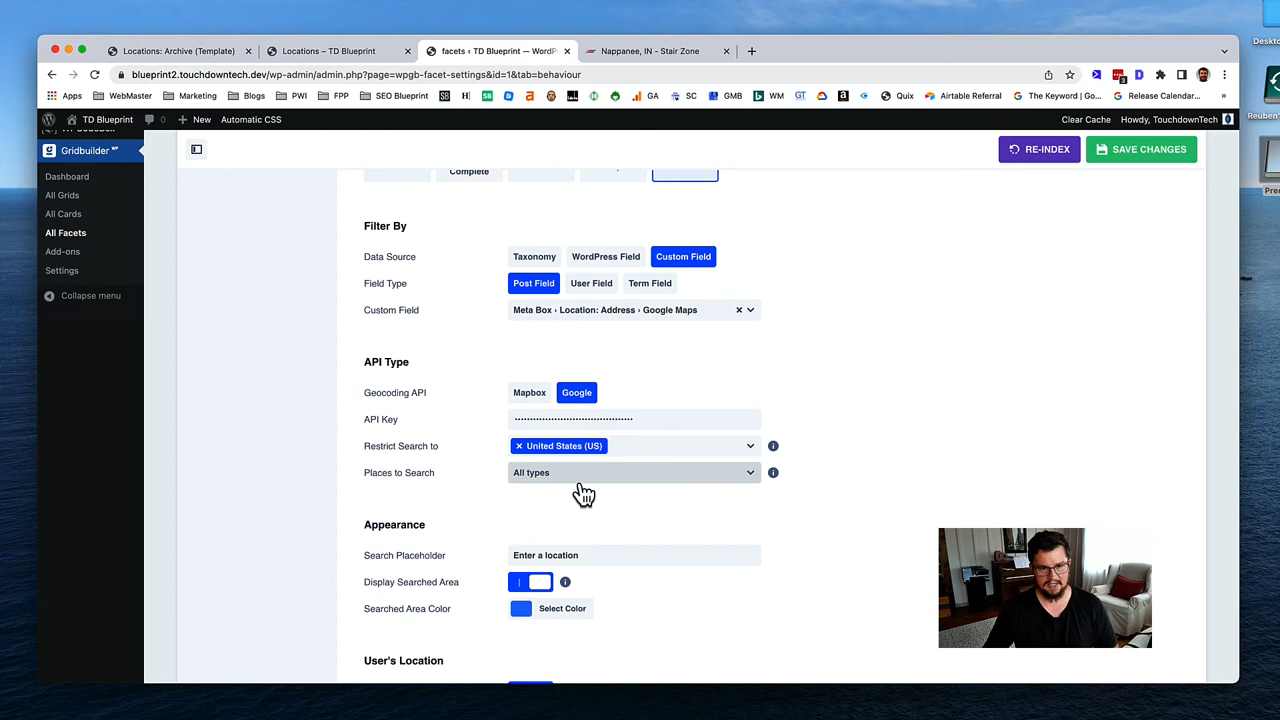 Deskto
Locations: Archive (Template)
Locations – TD Blueprint
facets ‹ TD Blueprint — WordP
Nappanee, IN - Stair Zone
blueprint2.touchdowntech.dev/wp-admin/admin.php?page=wpgb-facet-settings&id=1&tab=behaviour
3
Apps
WebMaster
Marketing
Blogs
PWI
FPP
SEO Blueprint
GA
SC
GMB
WM
Quix
Airtable Referral
The Keyword | Go...
Release Calendar...
Reuben'
TD Blueprint
0
New
Automatic CSS
Clear Cache
Howdy, TouchdownTech
Gridbuilder WP
RE-INDEX
SAVE CHANGES
Complete
Dashboard
All Grids
All Cards
All Facets
Add-ons
Settings
Collapse menu
Prec
Filter By
Data Source
Taxonomy
WordPress Field
Custom Field
Field Type
Post Field
User Field
Term Field
Custom Field
Meta Box › Location: Address › Google Maps
API Type
Geocoding API
Mapbox
Google
API Key
Restrict Search to
United States (US)
Places to Search
All types
Appearance
Search Placeholder
Enter a location
Display Searched Area
Searched Area Color
Select Color
User's Location